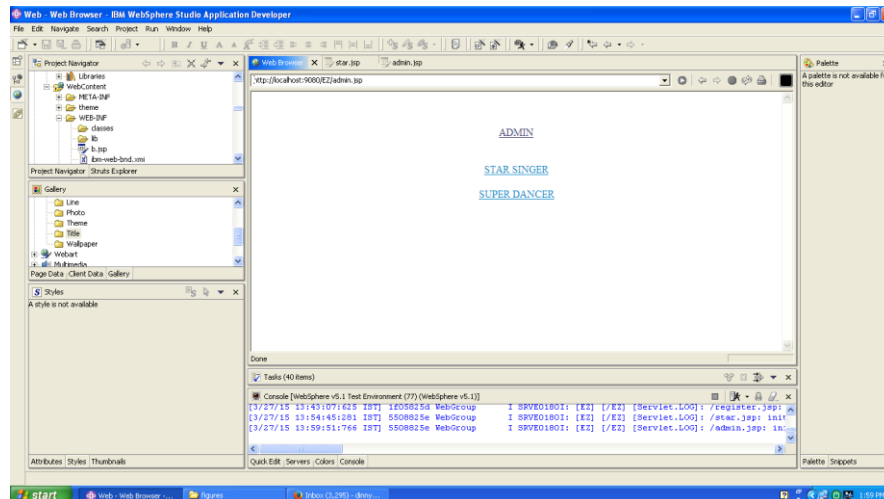 Web - Web Browser - IBM WebSphere Studio Application Developer
File Edit Navigate Search Project Run Window Help
Project Navigator
Libraries
WebContent
META-INF
theme
WEB-INF
classes
lib
b.jsp
ibm-web-bnd.xmi
Project Navigator Struts Explorer
Gallery
Line
Photo
Theme
Title
Wallpaper
Webart
Multimedia
Page Data Client Data Gallery
Styles
A style is not available
Attributes Styles Thumbnails
Web Browser star.jsp admin.jsp
http://localhost:9080/EZ/admin.jsp
ADMIN
STAR SINGER
SUPER DANCER
Done
Tasks (40 items)
Console [WebSphere v5.1 Test Environment (77) (WebSphere v5.1)]
[3/27/15 13:43:07:625 IST] 1f05825d WebGroup I SRVE0180I: [EZ] [/EZ] [Servlet.LOG]: /register.jsp:
[3/27/15 13:54:45:281 IST] 5508825e WebGroup I SRVE0180I: [EZ] [/EZ] [Servlet.LOG]: /star.jsp: init
[3/27/15 13:59:51:766 IST] 5508825e WebGroup I SRVE0180I: [EZ] [/EZ] [Servlet.LOG]: /admin.jsp: in
Quick Edit Servers Colors Console
Palette
A palette is not available f
this editor
Palette Snippets
start Web - Web Browser -... figures Inbox (3,295) - dinny... 1:59 PM